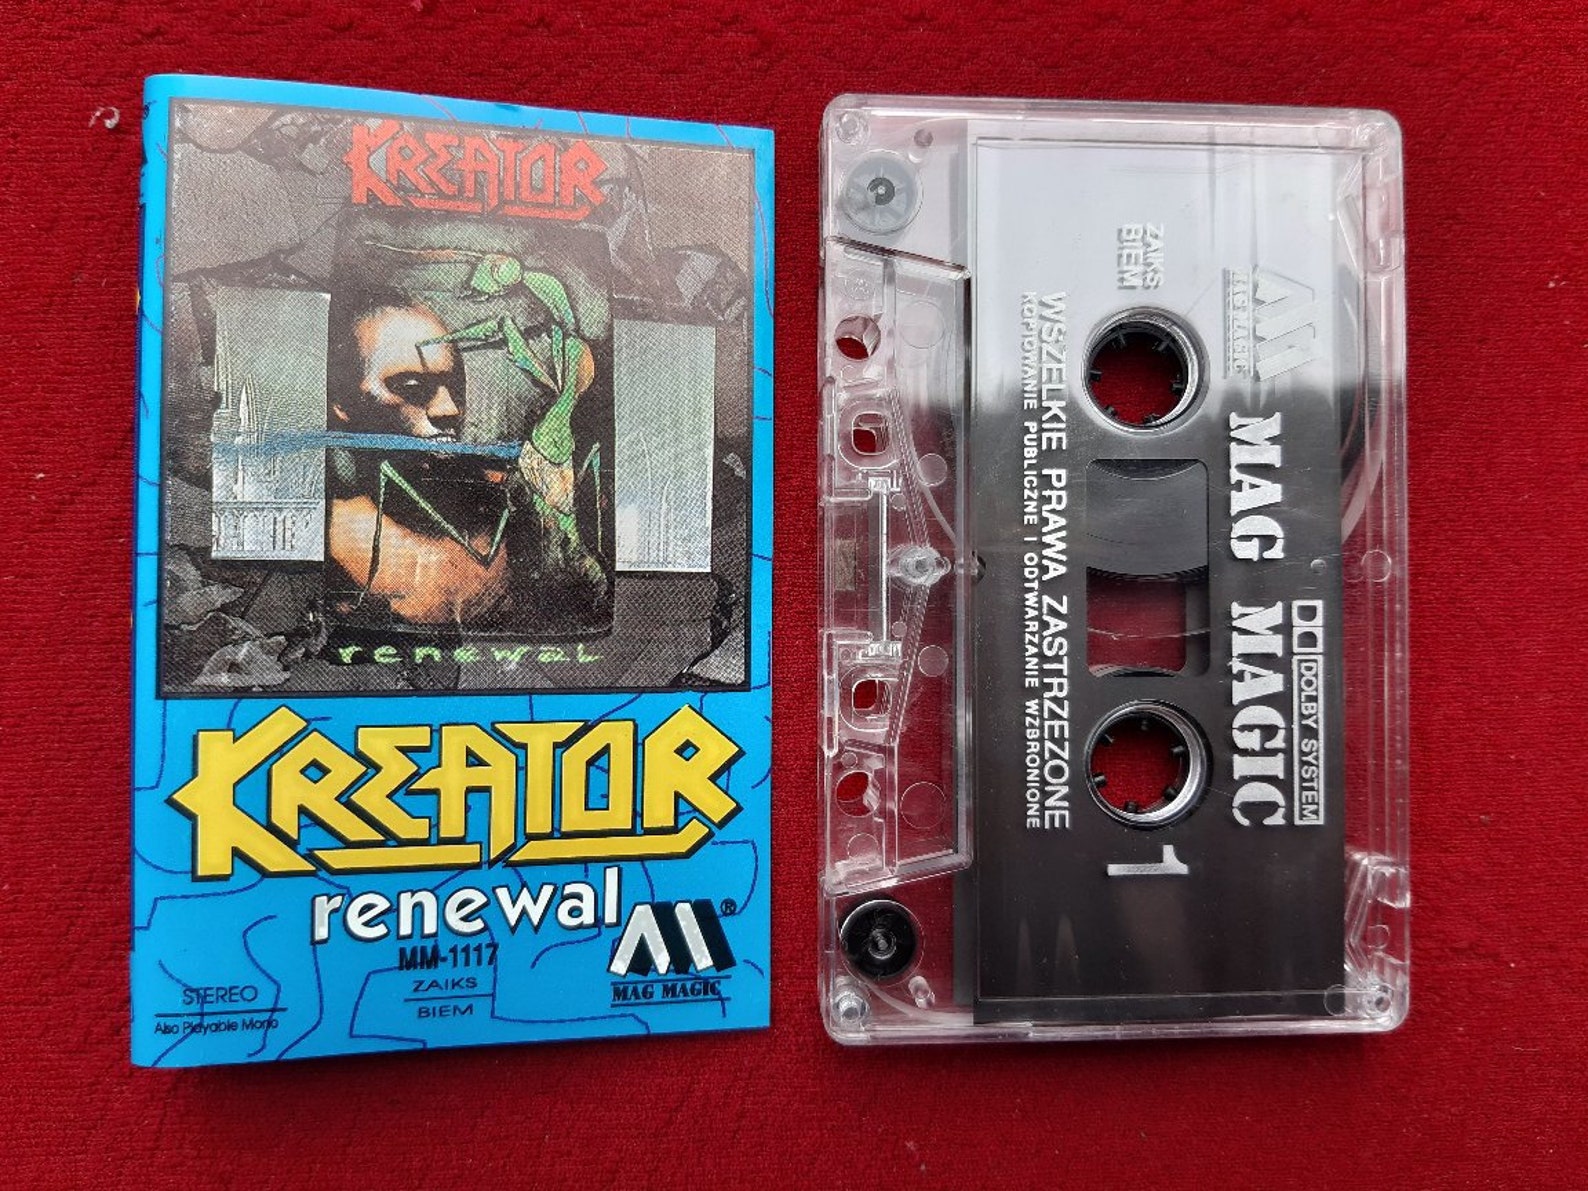 KREATOR
renewal
KREATOR
renewal
MM-1117
ZAIKS
BIEM
STEREO
Also Playable Mono
®
MAG MAGIC
MAG MAGIC
MAG MAGIC
DOLBY SYSTEM
ZAIKS
BIEM
1
WSZELKIE PRAWA ZASTRZEZONE
KOPIOWANIE PUBLICZNE I ODTWARZANIE WZBRONIONE